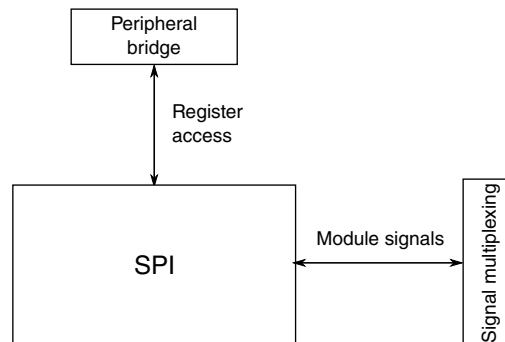 Peripheral
bridge
Register
access
SPI
Module signals
Signal multiplexing